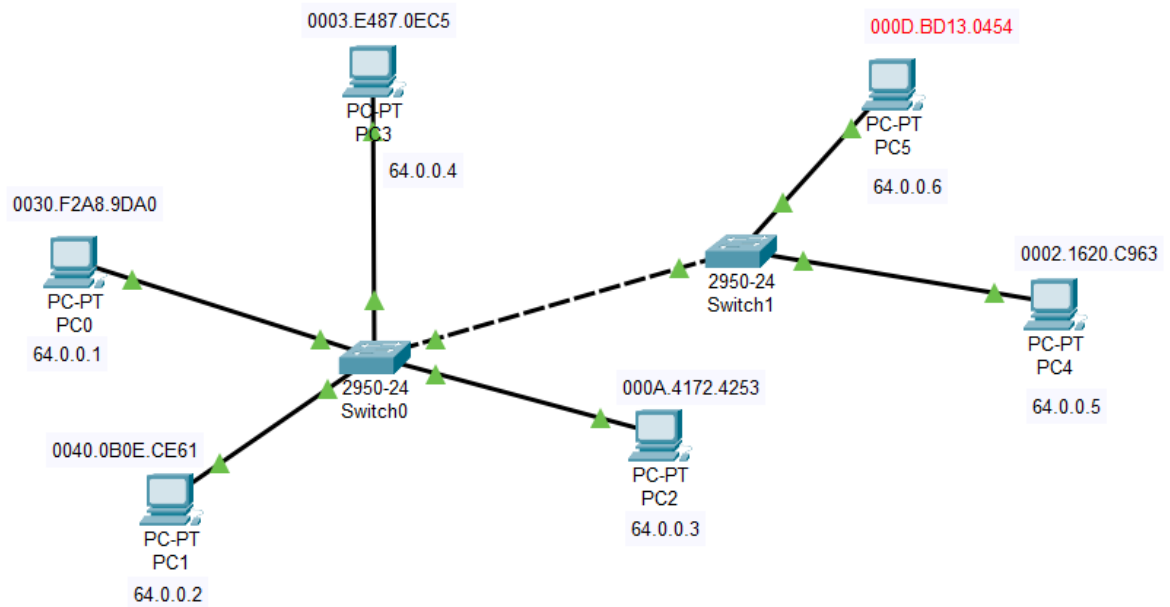 0003.E487.0EC5
PC-PT
PC3
64.0.0.4
000D.BD13.0454
PC-PT
PC5
64.0.0.6
0030.F2A8.9DA0
PC-PT
PC0
64.0.0.1
2950-24
Switch1
0002.1620.C963
PC-PT
PC4
64.0.0.5
2950-24
Switch0
000A.4172.4253
PC-PT
PC2
64.0.0.3
0040.0B0E.CE61
PC-PT
PC1
64.0.0.2